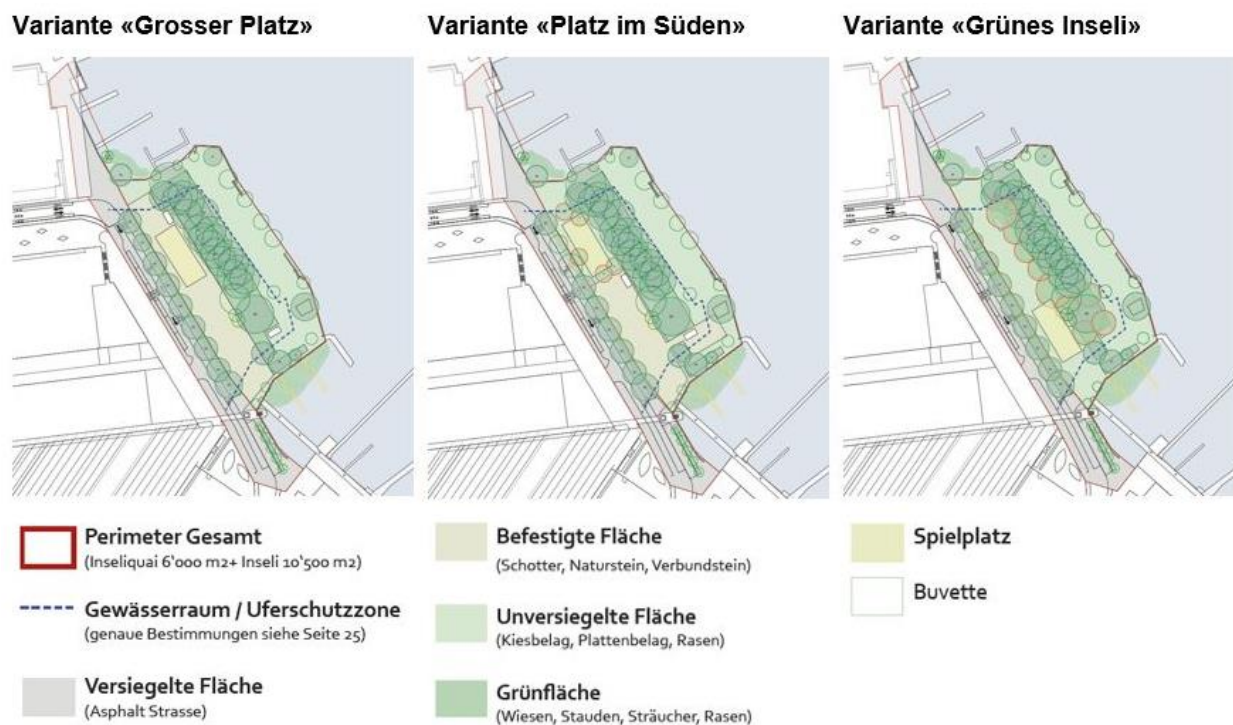 Variante «Grosser Platz»
Variante «Platz im Süden»
Variante «Grünes Inseli»
Perimeter Gesamt
(Inseliquai 6'000 m2+ Inseli 10'500 m2)
Gewässerraum / Uferschutzzone
(genaue Bestimmungen siehe Seite 25)
Versiegelte Fläche
(Asphalt Strasse)
Befestigte Fläche
(Schotter, Naturstein, Verbundstein)
Unversiegelte Fläche
(Kiesbelag, Plattenbelag, Rasen)
Grünfläche
(Wiesen, Stauden, Sträucher, Rasen)
Spielplatz
Buvette